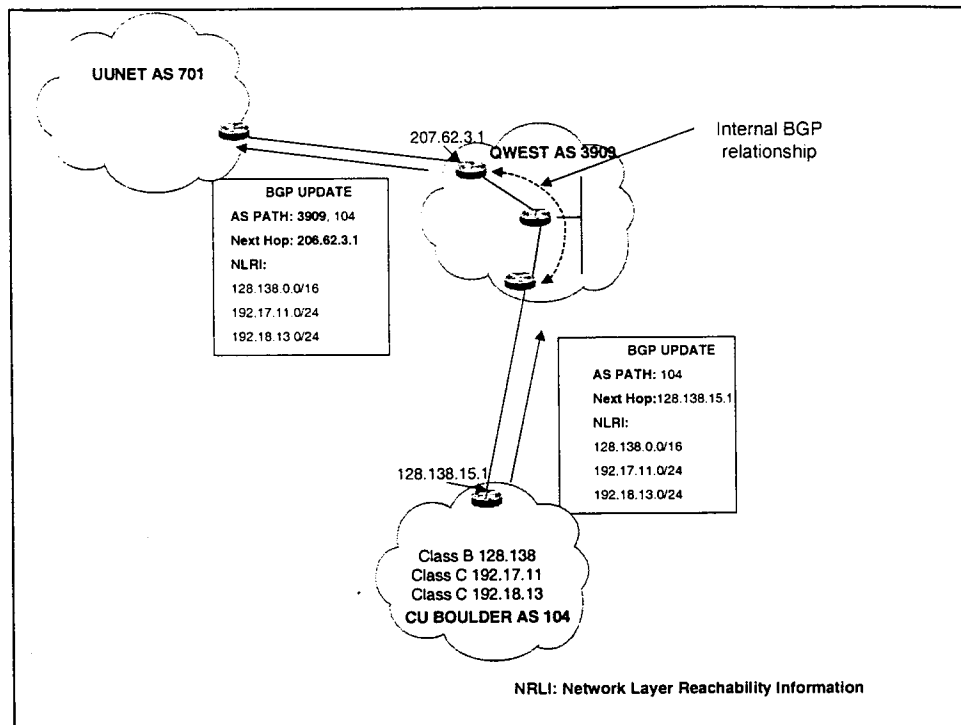 UUNET AS 701
207.62.3.1
QWEST AS 3909
Internal BGP
relationship
BGP UPDATE
AS PATH: 3909, 104
Next Hop: 206.62.3.1
NLRI:
128.138.0.0/16
192.17.11.0/24
192.18.13 0/24
BGP UPDATE
AS PATH: 104
Next Hop:128.138.15.1
NLRI:
128.138.0.0/16
192.17.11.0/24
192.18.13.0/24
128.138.15.1
Class B 128.138
Class C 192.17.11
Class C 192.18.13
CU BOULDER AS 104
NRLI: Network Layer Reachability Information